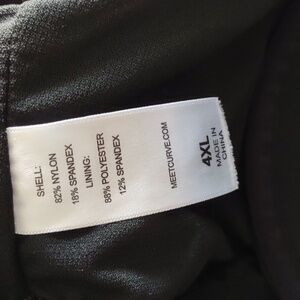 SHELL:
82% NYLON
18% SPANDEX
LINING:
88% POLYESTER
12% SPANDEX
MEETCURVE.COM
4XL
MADE IN
CHINA